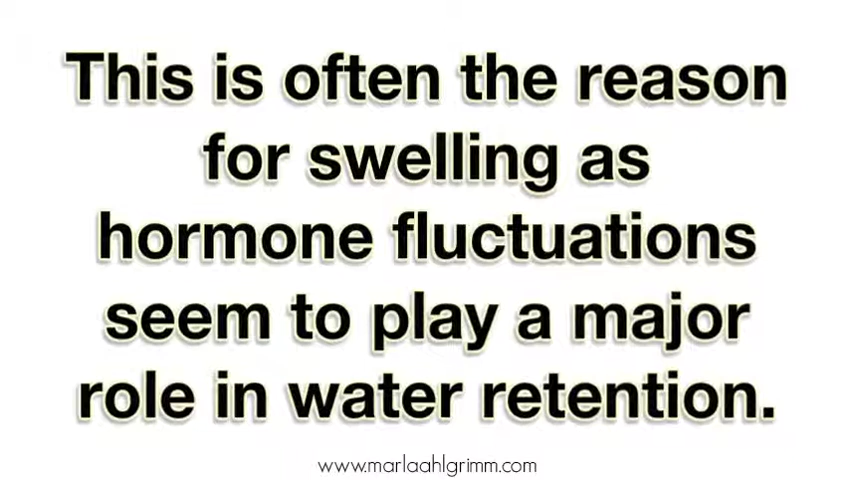 This is often the reason
for swelling as
hormone fluctuations
seem to play a major
role in water retention.
www.marlaahlgrimm.com